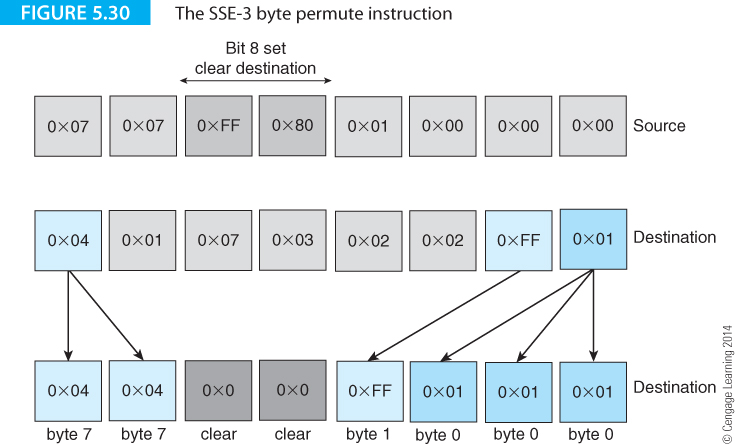 FIGURE 5.30 The SSE-3 byte permute instruction
Bit 8 set
clear destination
0×07 0×07 0×FF 0×80 0×01 0×00 0×00 0×00 Source
0×04 0×01 0×07 0×03 0×02 0×02 0×FF 0×01 Destination
0×04 0×04 0×0 0×0 0×FF 0×01 0×01 0×01 Destination
byte 7 byte 7 clear clear byte 1 byte 0 byte 0 byte 0
© Cengage Learning 2014